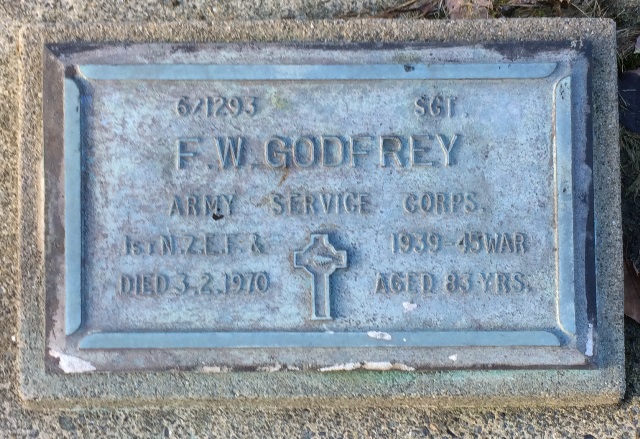 6/1293 SGT.
F. W. GODFREY
ARMY SERVICE CORPS.
1ST N.Z.E.F. & 1939-45 WAR
DIED 3.2.1970 AGED 83 YRS.